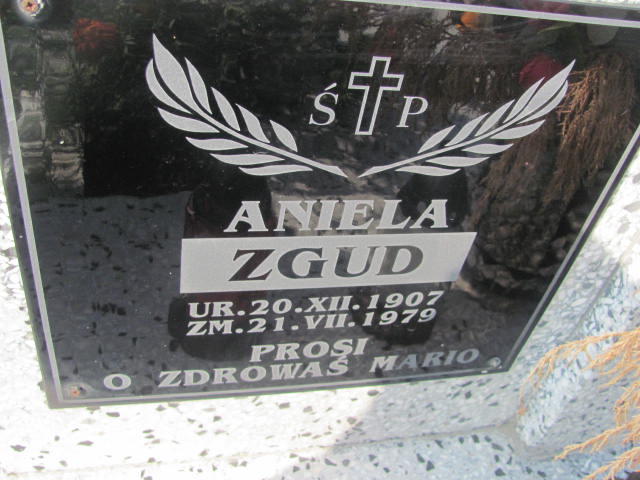 Ś P
ANIELA
ZGUD
UR. 20. XII. 1907
ZM. 21. VII. 1979
PROSI
O ZDROWAŚ MARIO